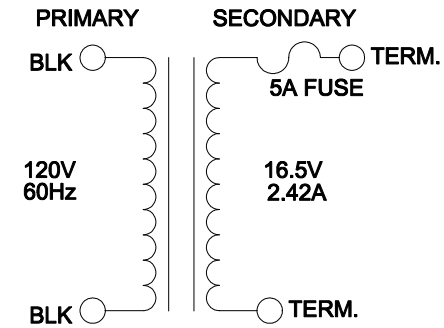 PRIMARY
SECONDARY
BLK
TERM.
5A FUSE
120V
60Hz
16.5V
2.42A
BLK
TERM.